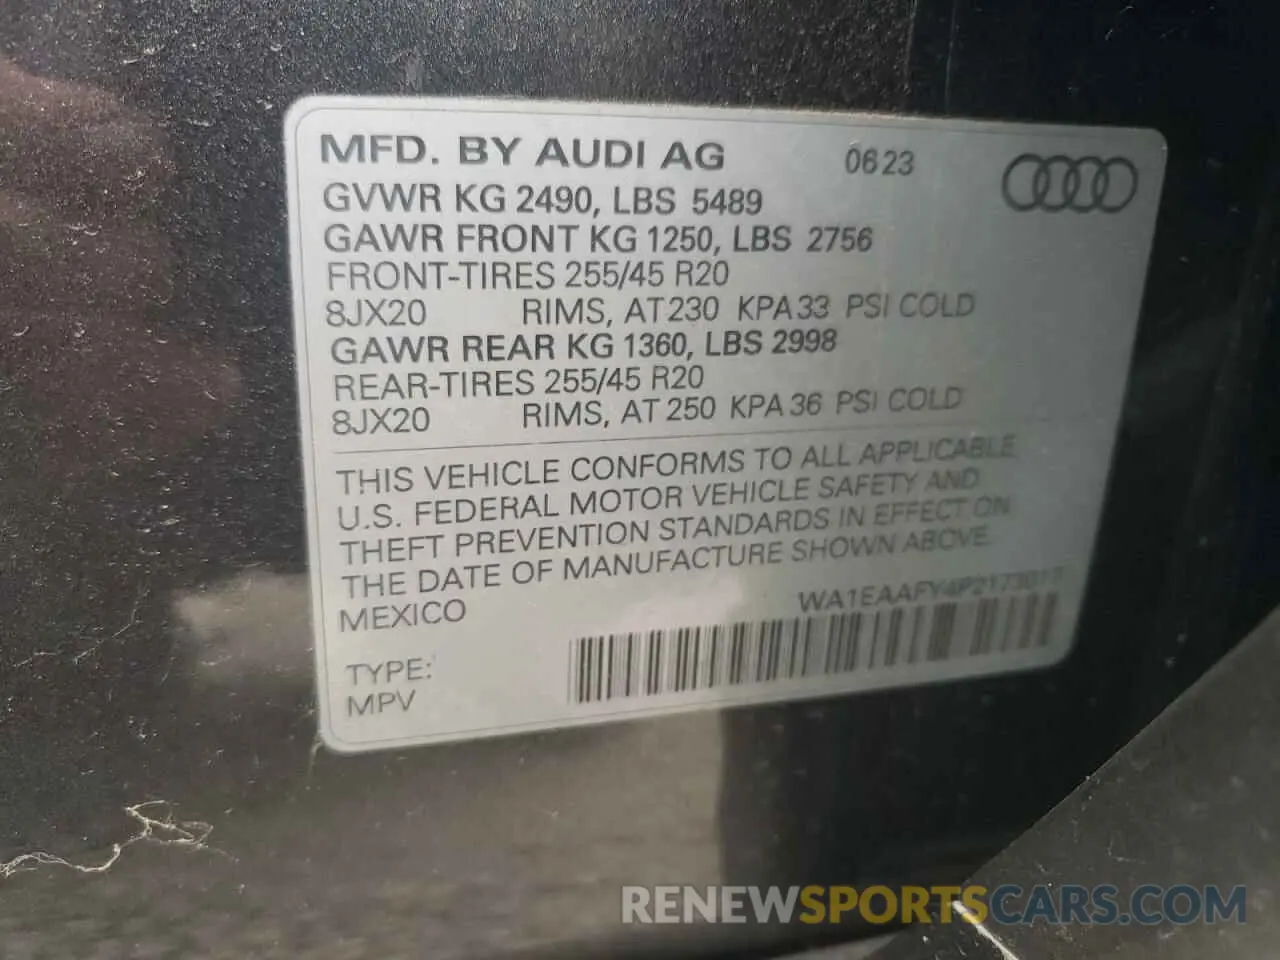 MFD. BY AUDI AG 0623
GVWR KG 2490, LBS 5489
GAWR FRONT KG 1250, LBS 2756
FRONT-TIRES 255/45 R20
8JX20 RIMS, AT 230 KPA 33 PSI COLD
GAWR REAR KG 1360, LBS 2998
REAR-TIRES 255/45 R20
8JX20 RIMS, AT 250 KPA 36 PSI COLD
THIS VEHICLE CONFORMS TO ALL APPLICABLE
U.S. FEDERAL MOTOR VEHICLE SAFETY AND
THEFT PREVENTION STANDARDS IN EFFECT ON
THE DATE OF MANUFACTURE SHOWN ABOVE.
MEXICO
TYPE:
MPV
RENEWSPORTSCARS.COM